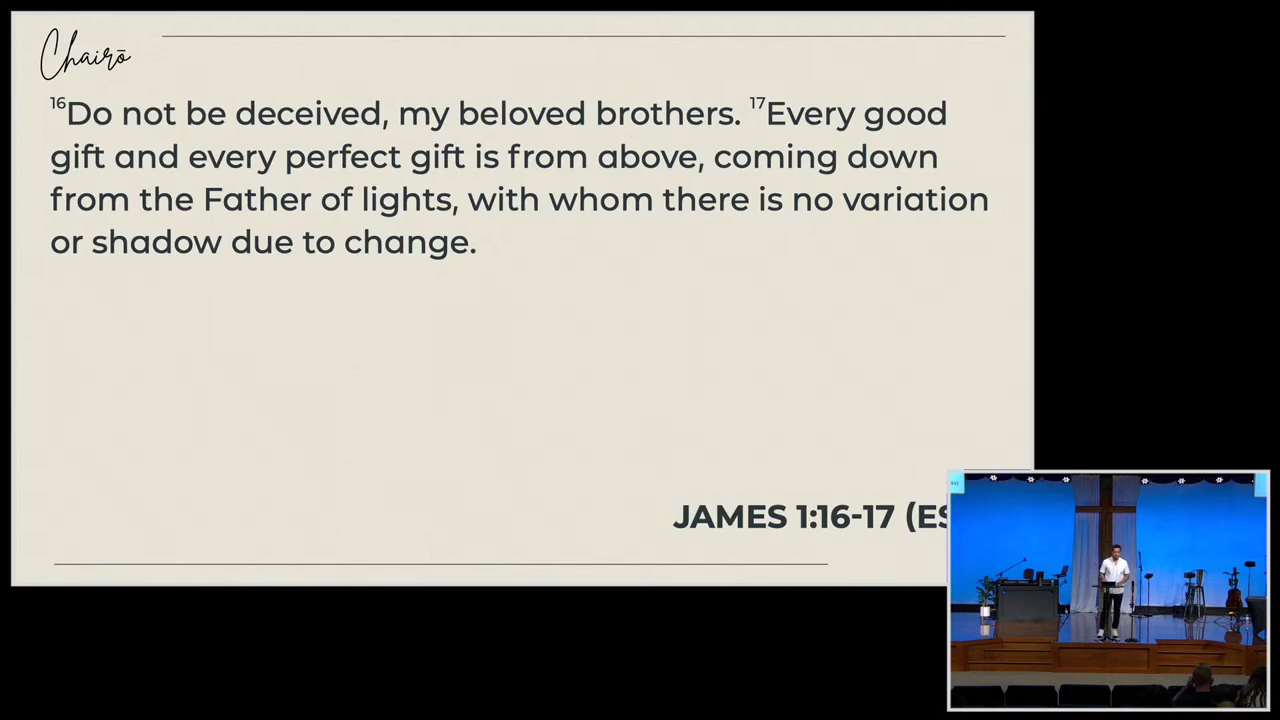 Chairō
¹⁶Do not be deceived, my beloved brothers. ¹⁷Every good
gift and every perfect gift is from above, coming down
from the Father of lights, with whom there is no variation
or shadow due to change.
JAMES 1:16-17 (ES